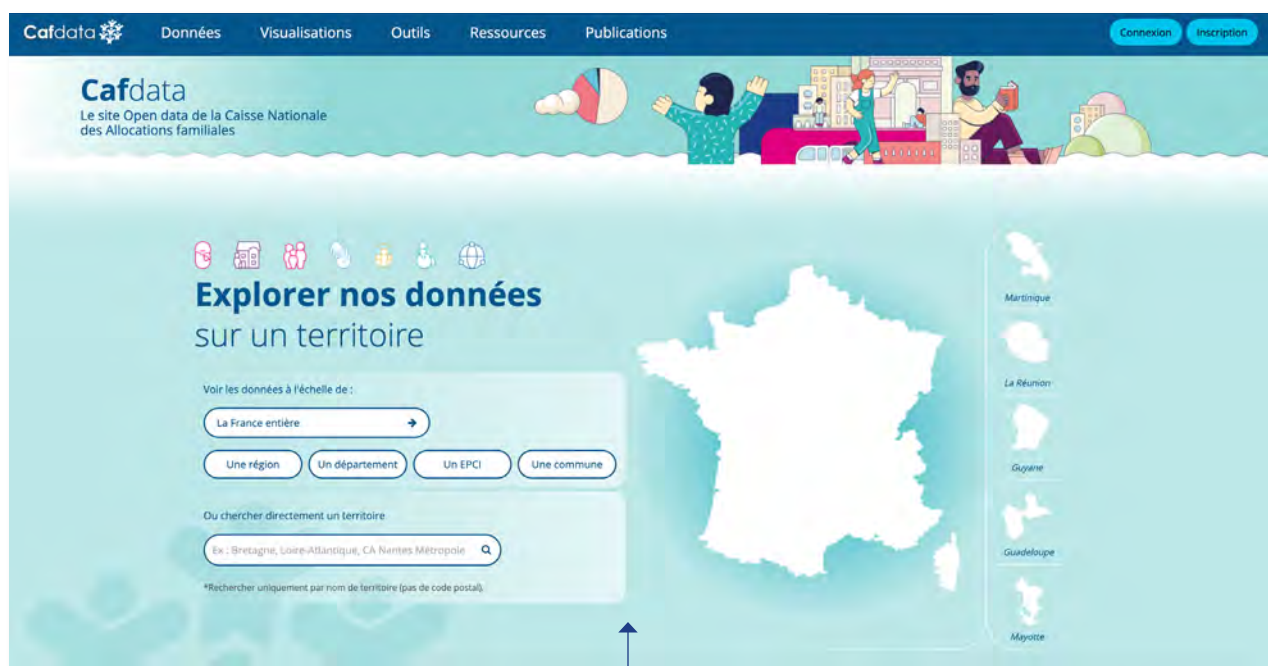 Cafdata
Données
Visualisations
Outils
Ressources
Publications
Connexion
Inscription
Cafdata
Le site Open data de la Caisse Nationale
des Allocations familiales
Explorer nos données
sur un territoire
Voir les données à l'échelle de :
La France entière
Une région
Un département
Un EPCI
Une commune
Ou chercher directement un territoire
Ex : Bretagne, Loire-Atlantique, CA Nantes Métropole
*Rechercher uniquement par nom de territoire (pas de code postal).
Martinique
La Réunion
Guyane
Guadeloupe
Mayotte